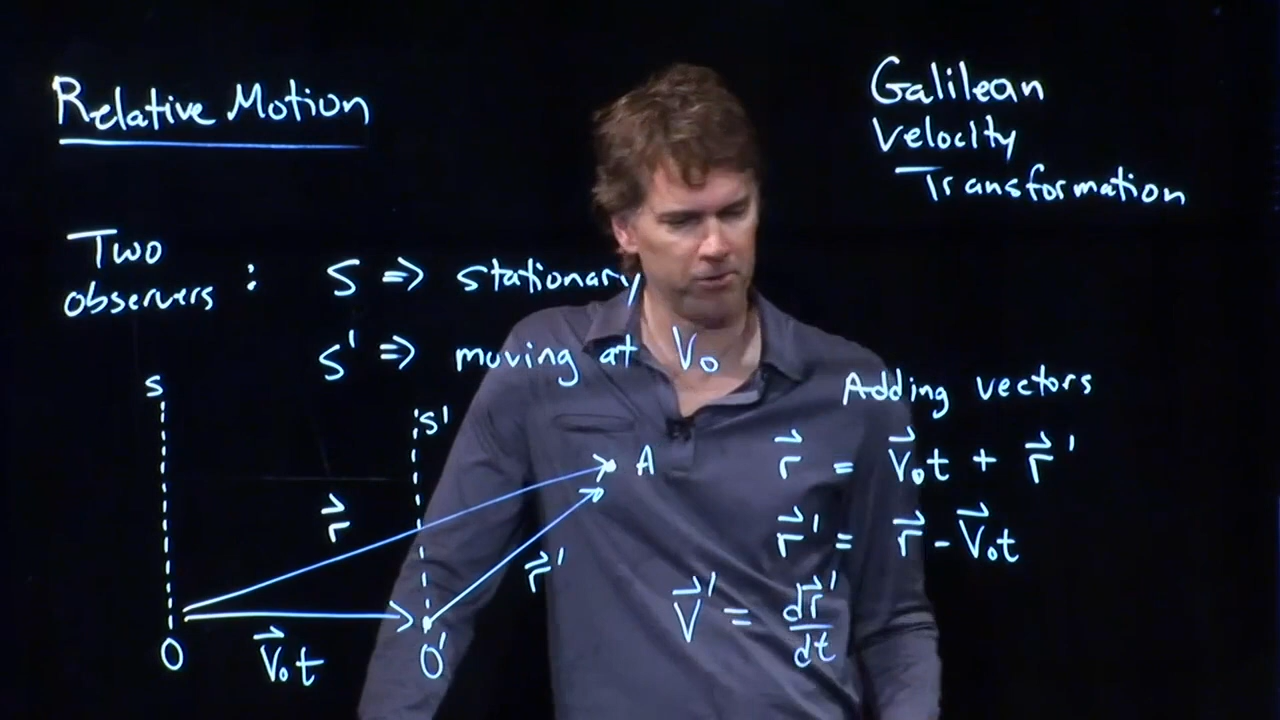 Relative Motion
Galilean
Velocity
Transformation
Two
observers : S => stationary
S' => moving at V₀
S
S'
A
r⃗
r⃗'
O
V⃗₀t
O'
Adding vectors
r⃗ = V⃗₀t + r⃗'
r⃗' = r⃗ - V⃗₀t
V⃗' = dr⃗'/dt